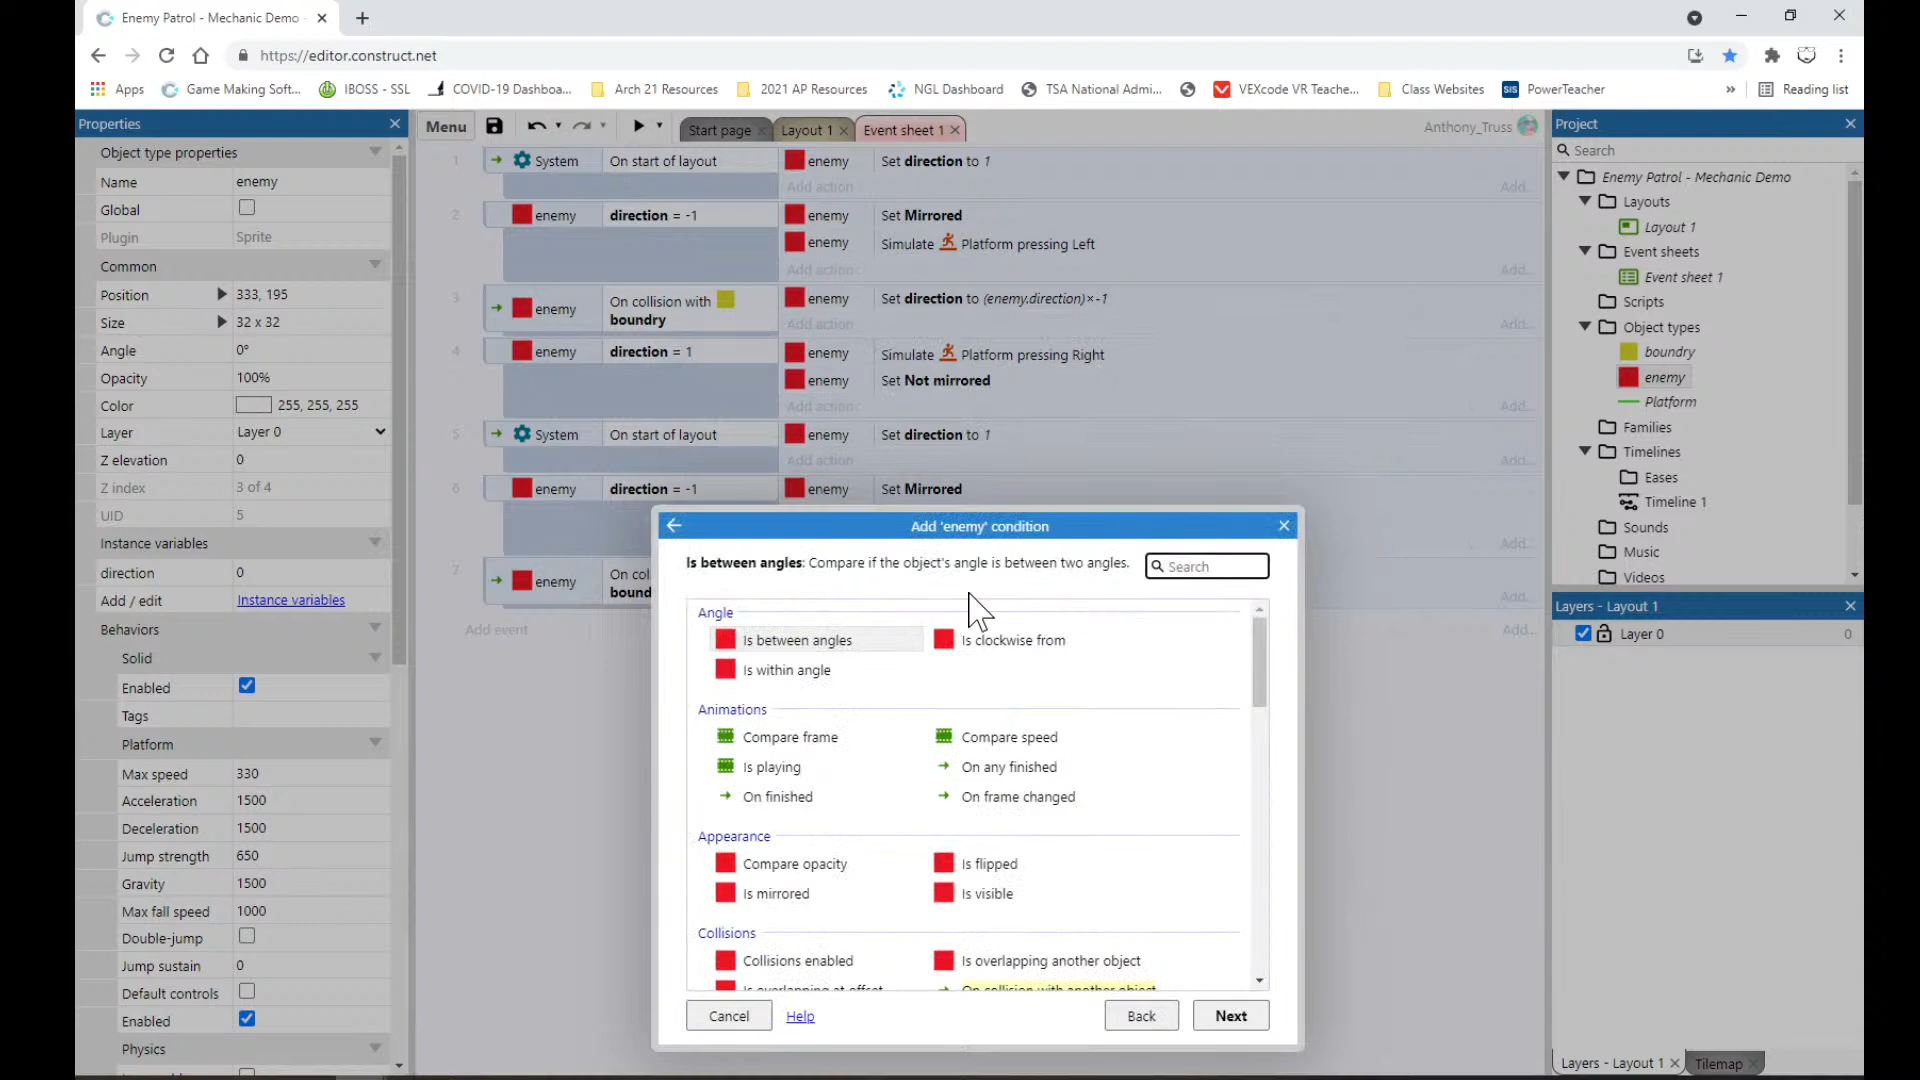 Enemy Patrol - Mechanic Demo
https://editor.construct.net
Apps Game Making Soft... IBOSS - SSL COVID-19 Dashboa... Arch 21 Resources 2021 AP Resources NGL Dashboard TSA National Admi... VEXcode VR Teache... Class Websites SIS PowerTeacher » Reading list
Properties
Object type properties
Name enemy
Global
Plugin Sprite
Common
Position 333, 195
Size 32 x 32
Angle 0°
Opacity 100%
Color 255, 255, 255
Layer Layer 0
Z elevation 0
Z index 3 of 4
UID 5
Instance variables
direction 0
Add / edit Instance variables
Behaviors
Solid
Enabled
Tags
Platform
Max speed 330
Acceleration 1500
Deceleration 1500
Jump strength 650
Gravity 1500
Max fall speed 1000
Double-jump
Jump sustain 0
Default controls
Enabled
Physics
Menu Start page Layout 1 Event sheet 1 Anthony_Truss
1 System On start of layout enemy Set direction to 1
Add action Add...
2 enemy direction = -1 enemy Set Mirrored
enemy Simulate Platform pressing Left
Add action Add...
3 enemy On collision with boundry enemy Set direction to (enemy.direction)×-1
Add action Add...
4 enemy direction = 1 enemy Simulate Platform pressing Right
enemy Set Not mirrored
Add action Add...
5 System On start of layout enemy Set direction to 1
Add action Add...
6 enemy direction = -1 enemy Set Mirrored
Add...
7 enemy On col
bound
Add...
Add event Add...
Add 'enemy' condition
Is between angles: Compare if the object's angle is between two angles. Search
Angle
Is between angles Is clockwise from
Is within angle
Animations
Compare frame Compare speed
Is playing On any finished
On finished On frame changed
Appearance
Compare opacity Is flipped
Is mirrored Is visible
Collisions
Collisions enabled Is overlapping another object
Is overlapping at offset On collision with another object
Cancel Help Back Next
Project
Search
Enemy Patrol - Mechanic Demo
Layouts
Layout 1
Event sheets
Event sheet 1
Scripts
Object types
boundry
enemy
Platform
Families
Timelines
Eases
Timeline 1
Sounds
Music
Videos
Layers - Layout 1
Layer 0 0
Layers - Layout 1 Tilemap